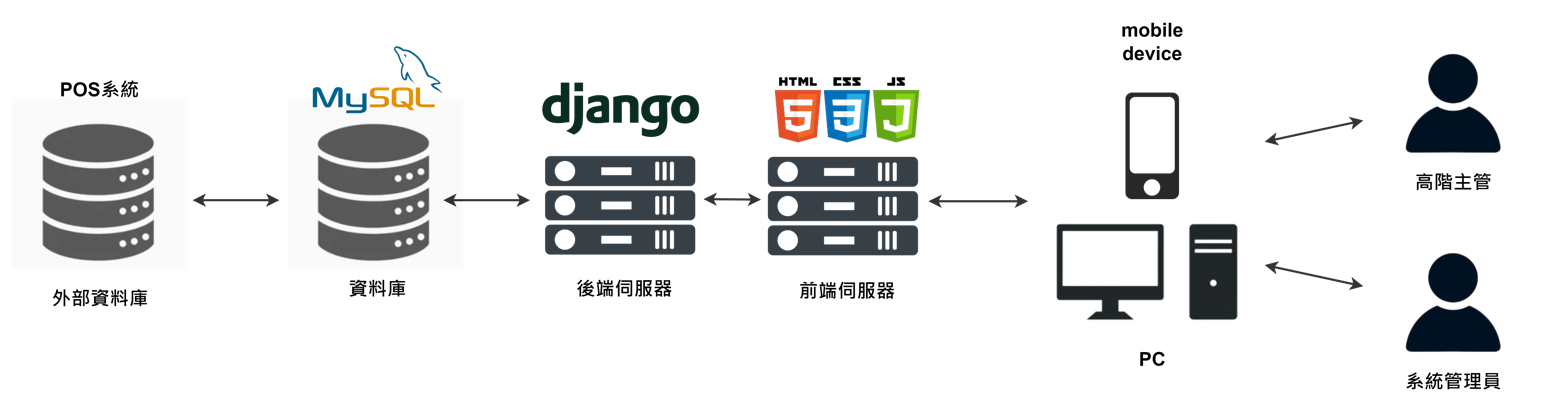 POS系統
外部資料庫
MySQL
資料庫
django
後端伺服器
HTML CSS JS
5 3 J
前端伺服器
mobile
device
PC
高階主管
系統管理員